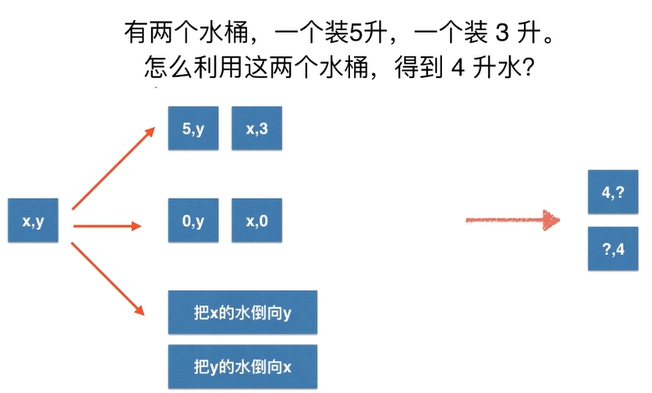 有两个水桶，一个装5升，一个装 3 升。
怎么利用这两个水桶，得到 4 升水？
5,y
x,3
x,y
0,y
x,0
4,?
?,4
把x的水倒向y
把y的水倒向x